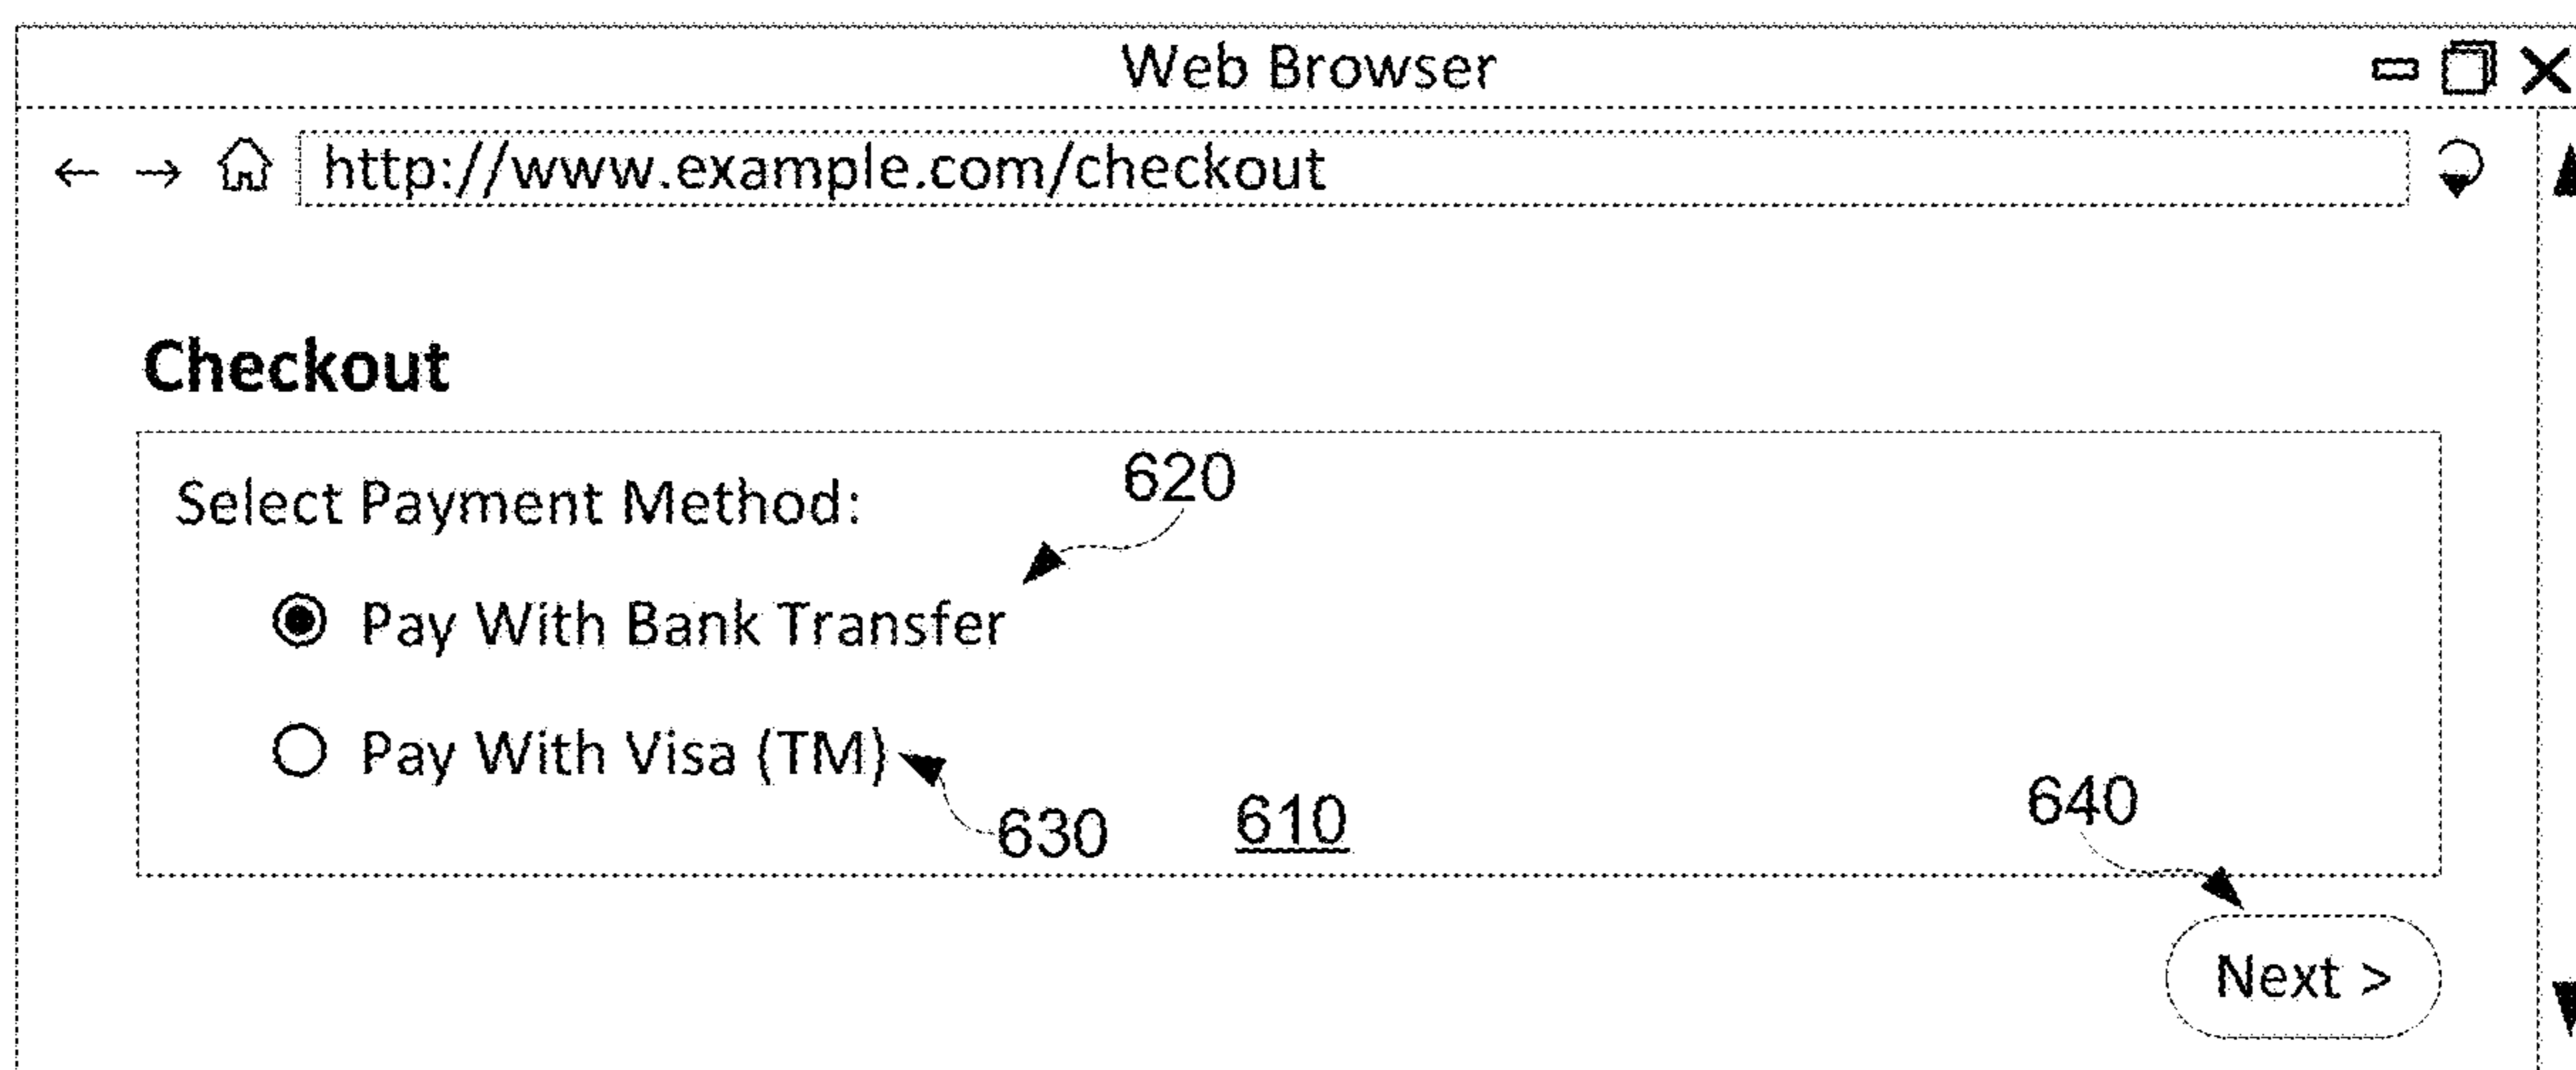 Web Browser
http://www.example.com/checkout
Checkout
Select Payment Method:
620
Pay With Bank Transfer
Pay With Visa (TM)
630
610
640
Next >